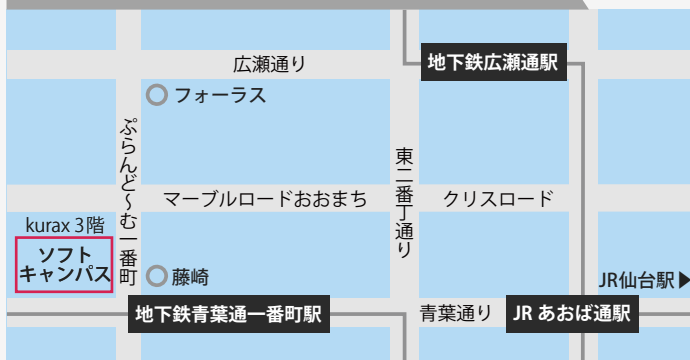 広瀬通り
地下鉄広瀬通駅
フォーラス
ぶらんど〜む一番町
東二番丁通り
マーブルロードおおまち
クリスロード
kurax 3階
ソフト
キャンパス
藤崎
JR仙台駅▶
地下鉄青葉通一番町駅
青葉通り
JR あおば通駅